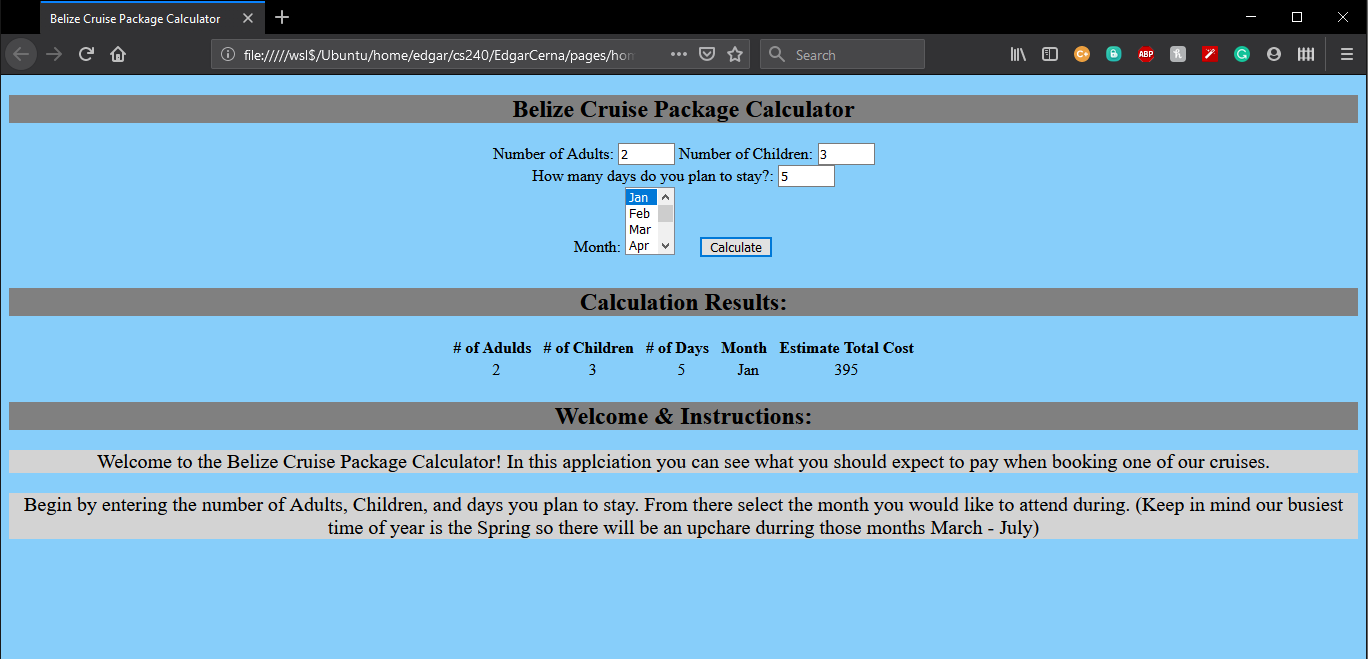 Belize Cruise Package Calculator
file://///wsl$/Ubuntu/home/edgar/cs240/EdgarCerna/pages/hon
Search
ABP
Belize Cruise Package Calculator
Number of Adults: 2 Number of Children: 3
How many days do you plan to stay?: 5
Jan
Feb
Mar
Month: Apr Calculate
Calculation Results:
# of Adulds # of Children # of Days Month Estimate Total Cost
2 3 5 Jan 395
Welcome & Instructions:
Welcome to the Belize Cruise Package Calculator! In this applciation you can see what you should expect to pay when booking one of our cruises.
Begin by entering the number of Adults, Children, and days you plan to stay. From there select the month you would like to attend during. (Keep in mind our busiest
time of year is the Spring so there will be an upchare durring those months March - July)